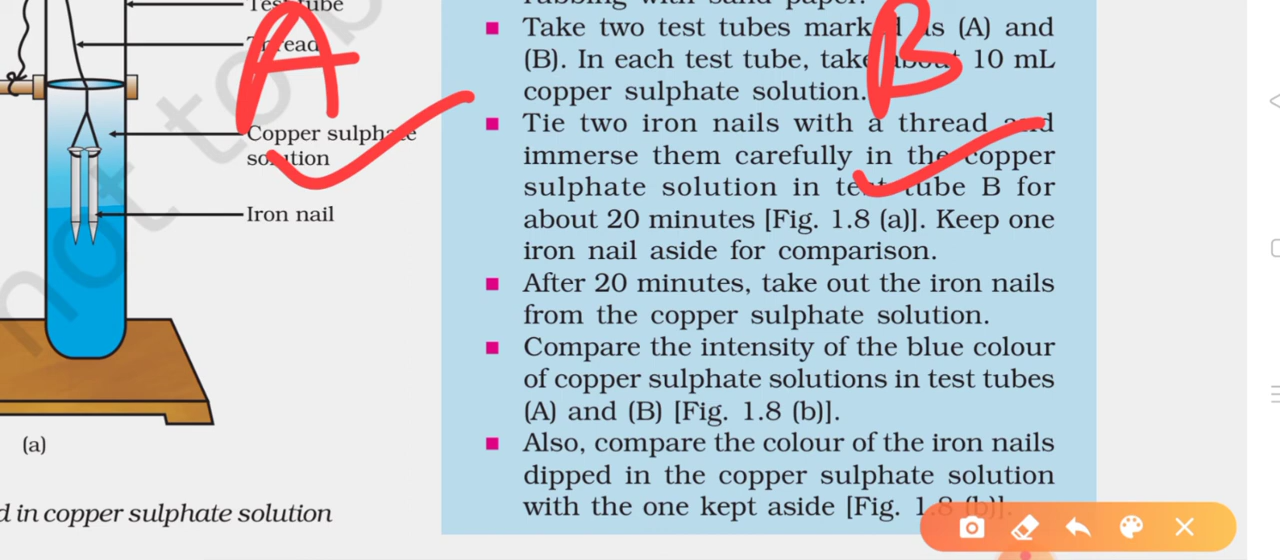 Test tube
Thread
A
Copper sulphate
solution
Iron nail
(a)
d in copper sulphate solution
not to b
rubbing with sand paper.
■ Take two test tubes marked as (A) and
(B). In each test tube, take about 10 mL
copper sulphate solution.
B
■ Tie two iron nails with a thread and
immerse them carefully in the copper
sulphate solution in test tube B for
about 20 minutes [Fig. 1.8 (a)]. Keep one
iron nail aside for comparison.
■ After 20 minutes, take out the iron nails
from the copper sulphate solution.
■ Compare the intensity of the blue colour
of copper sulphate solutions in test tubes
(A) and (B) [Fig. 1.8 (b)].
■ Also, compare the colour of the iron nails
dipped in the copper sulphate solution
with the one kept aside [Fig. 1.8 (b)].